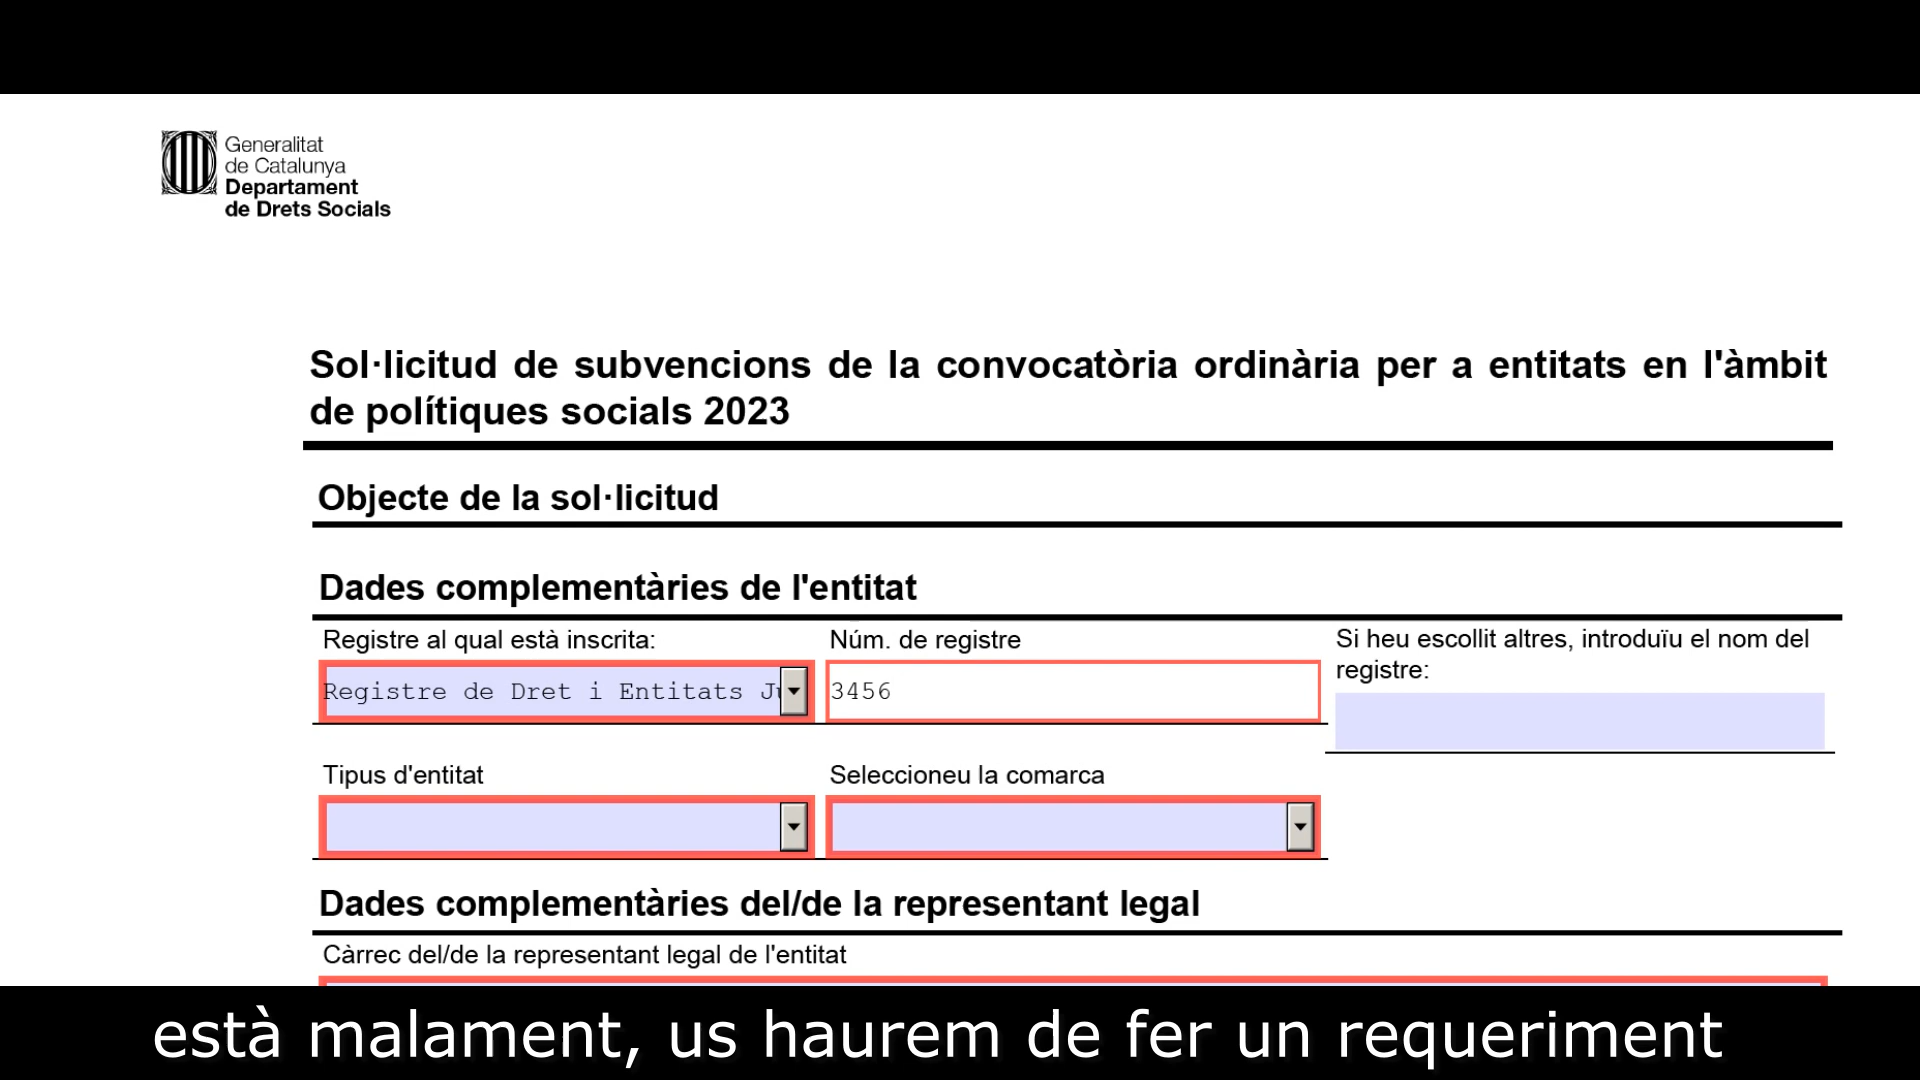 Generalitat
de Catalunya
Departament
de Drets Socials
Sol·licitud de subvencions de la convocatòria ordinària per a entitats en l'àmbit
de polítiques socials 2023
Objecte de la sol·licitud
Dades complementàries de l'entitat
Registre al qual està inscrita:
Núm. de registre
Si heu escollit altres, introduïu el nom del
registre:
Registre de Dret i Entitats
3456
Tipus d'entitat
Seleccioneu la comarca
Dades complementàries del/de la representant legal
Càrrec del/de la representant legal de l'entitat
està malament, us haurem de fer un requeriment